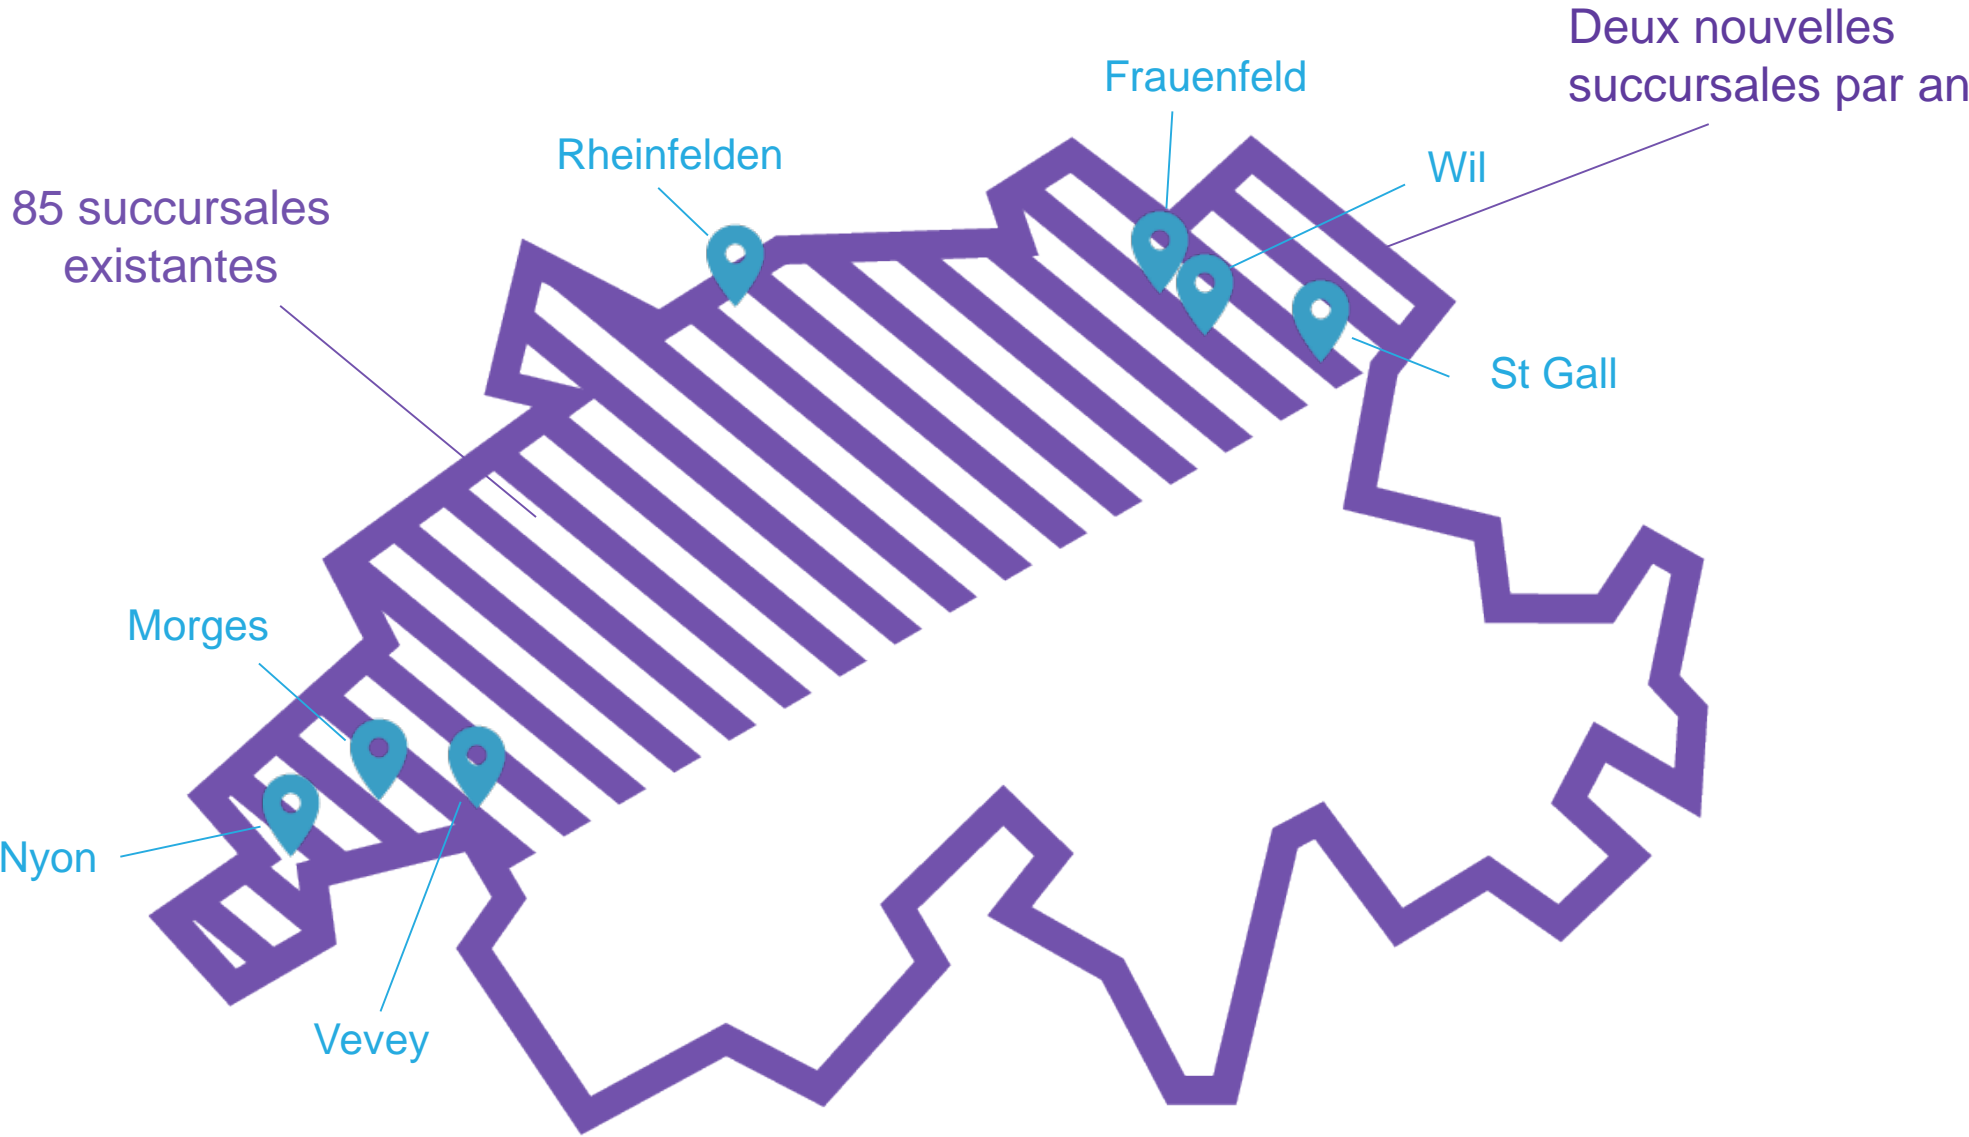 Deux nouvelles
succursales par an
Frauenfeld
Rheinfelden
Wil
85 succursales
existantes
St Gall
Morges
Nyon
Vevey